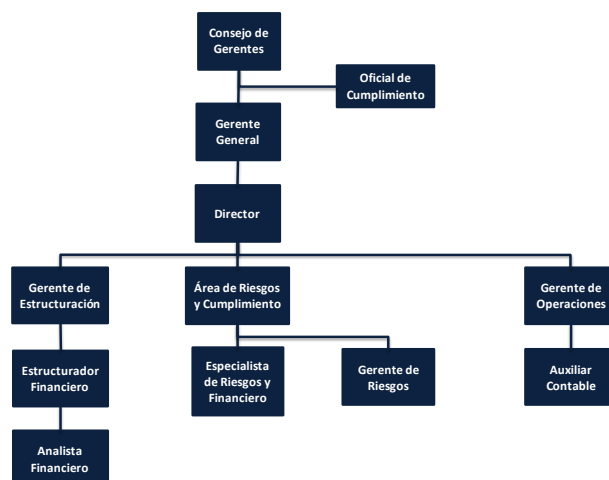 Consejo de
Gerentes
Oficial de
Cumplimiento
Gerente
General
Director
Gerente de
Estructuración
Área de Riesgos
y Cumplimiento
Gerente de
Operaciones
Estructurador
Financiero
Especialista
de Riesgos y
Financiero
Gerente de
Riesgos
Auxiliar
Contable
Analista
Financiero